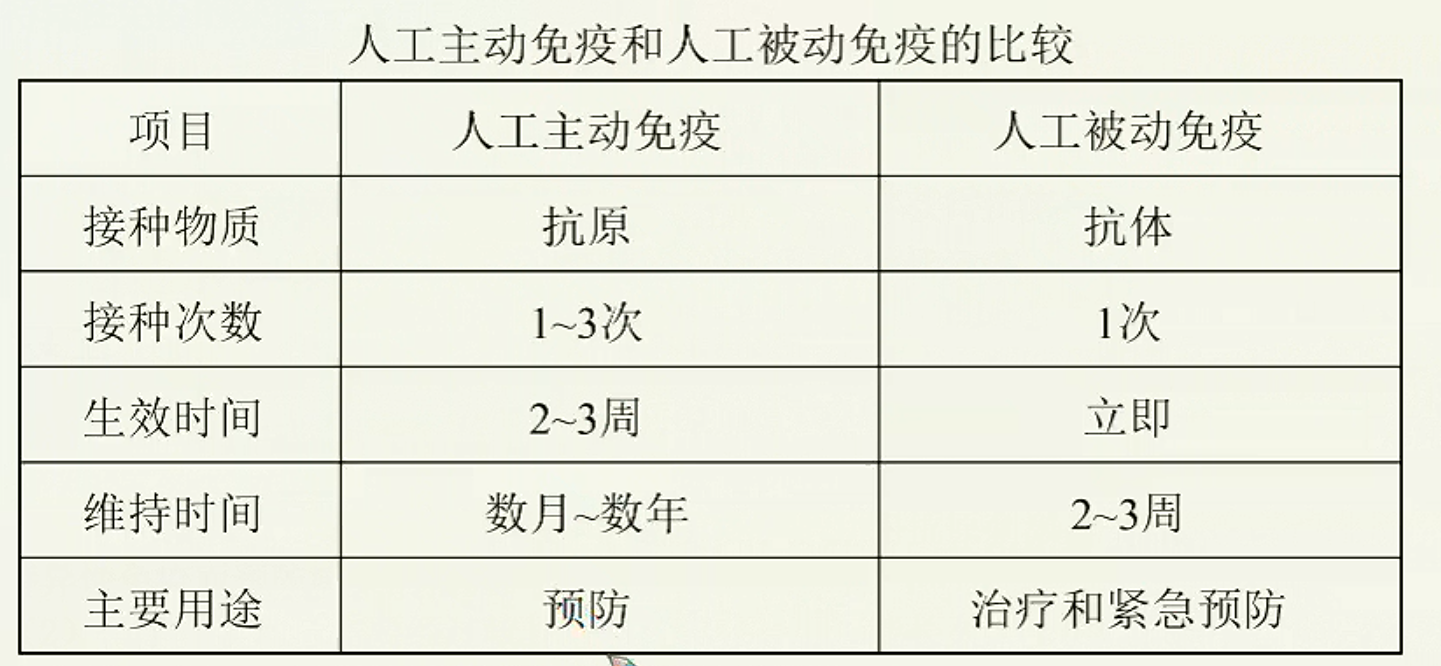 人工主动免疫和人工被动免疫的比较
项目 人工主动免疫 人工被动免疫
接种物质 抗原 抗体
接种次数 1~3次 1次
生效时间 2~3周 立即
维持时间 数月~数年 2~3周
主要用途 预防 治疗和紧急预防